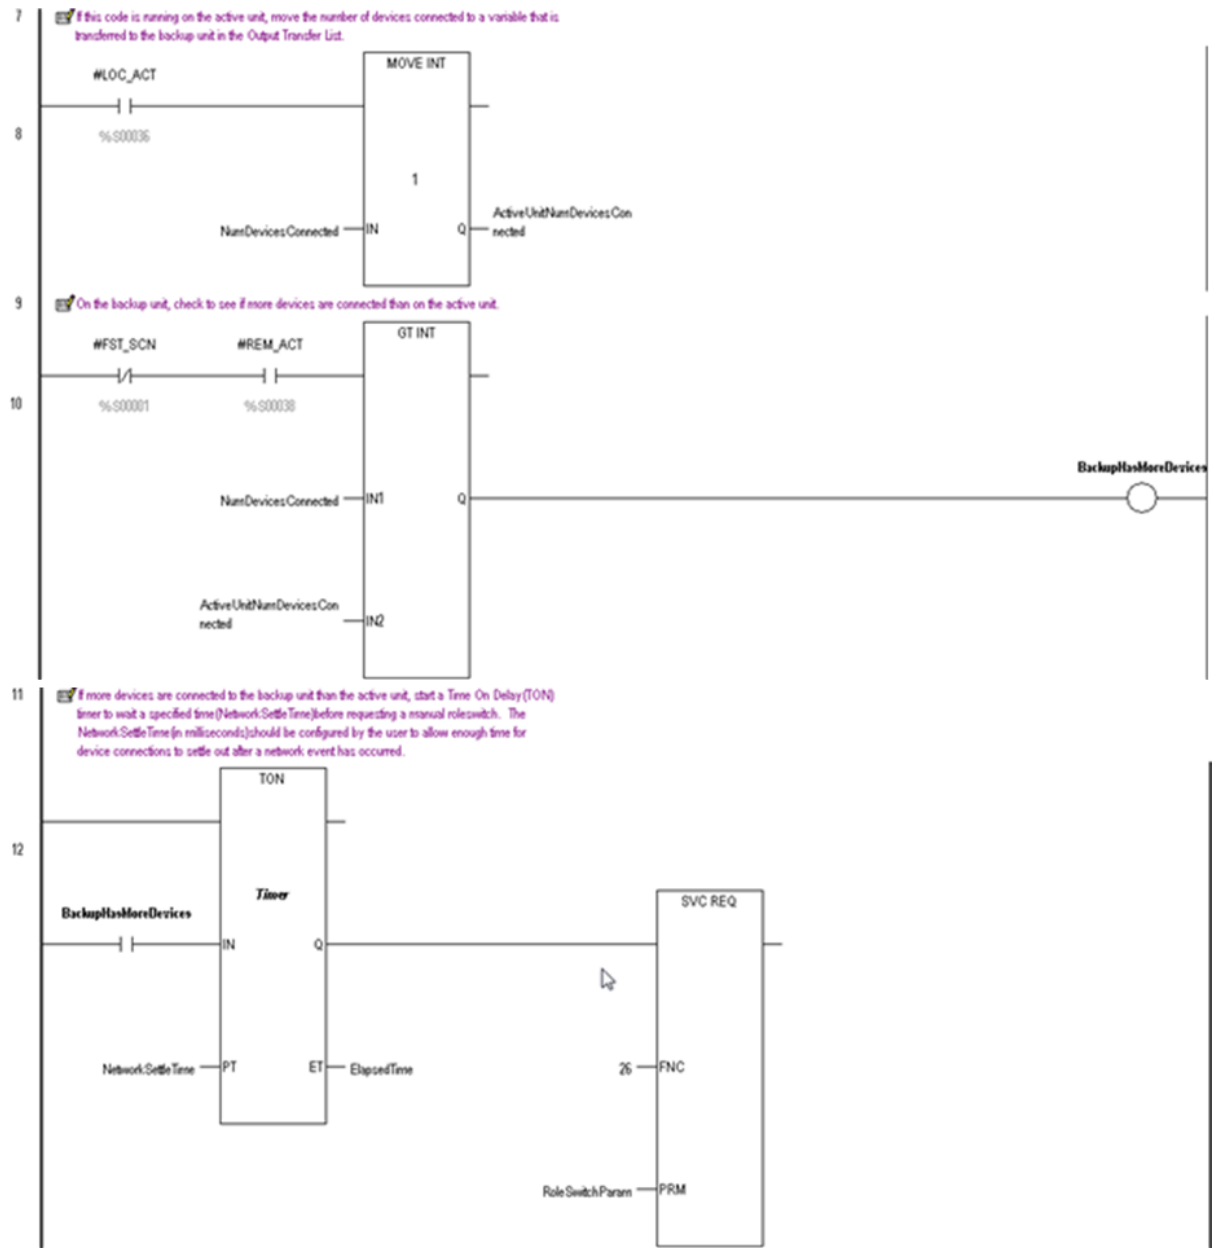 7
If this code is running on the active unit, move the number of devices connected to a variable that is
transferred to the backup unit in the Output Transfer List.
MOVE INT
#LOC_ACT
8
%S00036
1
ActiveUnitNumDevicesCon
NumDevicesConnected
IN
Q
nected
9
On the backup unit, check to see if more devices are connected than on the active unit.
GT INT
#FST_SCN
#REM_ACT
10
%S00001
%S00038
BackupHasMoreDevices
NumDevicesConnected
IN1
Q
ActiveUnitNumDevicesCon
nected
IN2
11
If more devices are connected to the backup unit than the active unit, start a Time On Delay (TON)
timer to wait a specified time(NetworkSettleTime)before requesting a manual roleswitch. The
NetworkSettleTime(in milliseconds)should be configured by the user to allow enough time for
device connections to settle out after a network event has occurred.
TON
12
Timer
SVC REQ
BackupHasMoreDevices
IN
Q
NetworkSettleTime
PT
ET
ElapsedTime
26
FNC
RoleSwitchParam
PRM